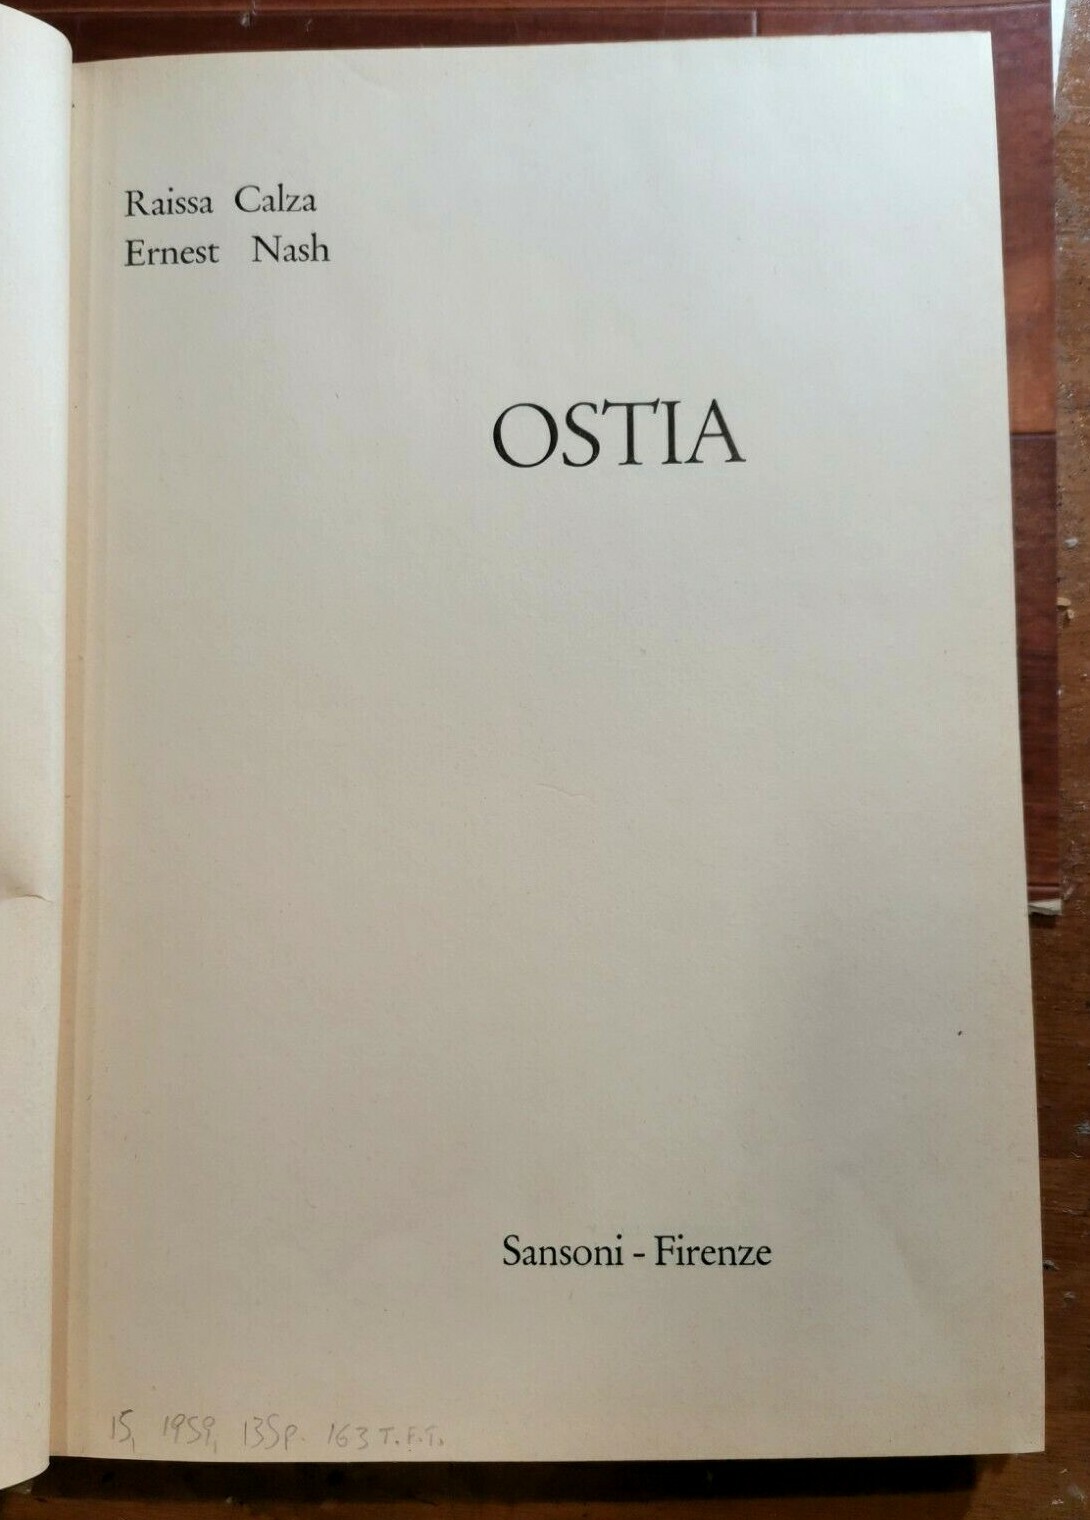 Raissa Calza
Ernest Nash
OSTIA
Sansoni - Firenze
15, 1959, 135p. 163 T.F.T.